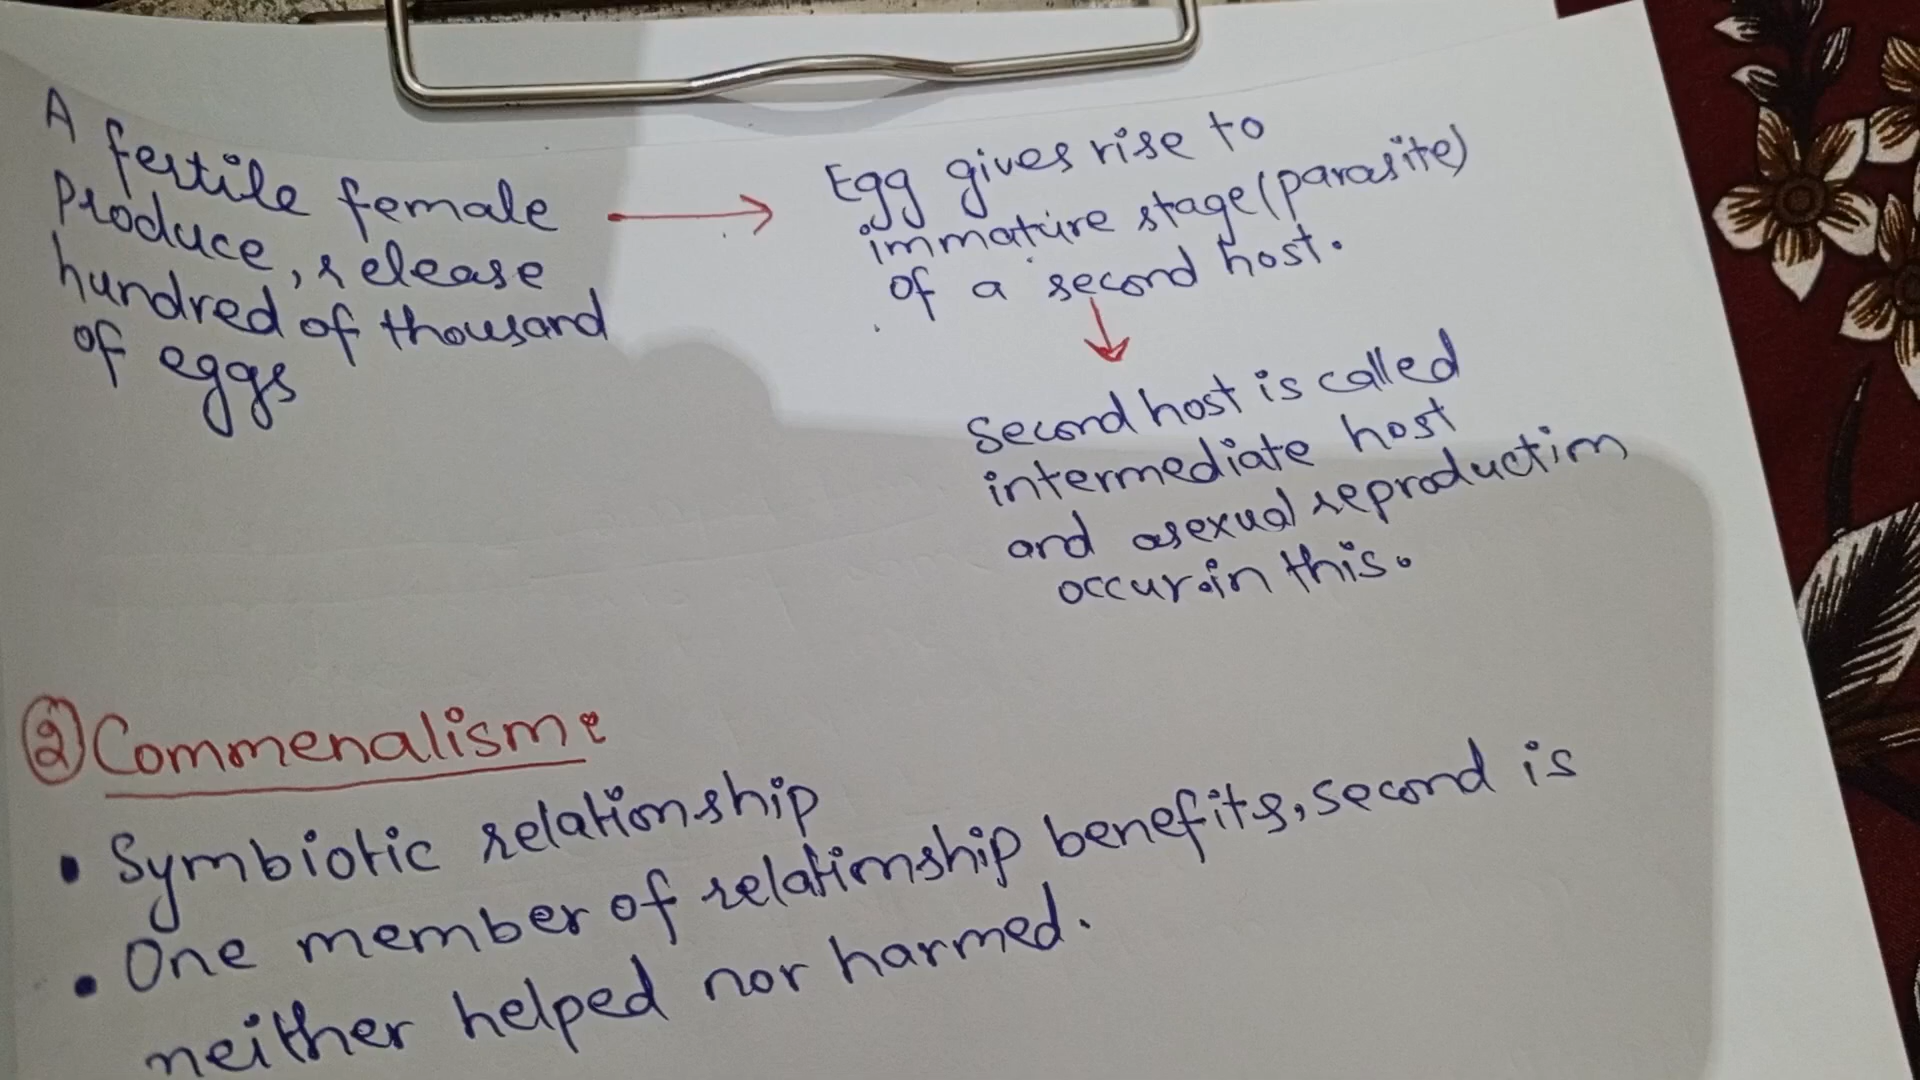 A
fertile female
produce, release
hundred of thousand
of eggs
Egg gives rise to
immature stage (parasite)
of a second host.
Second host is called
intermediate host
and asexual reproduction
occur in this.
② Commenalism:
• Symbiotic relationship
• One member of relationship benefits, second is
neither helped nor harmed.